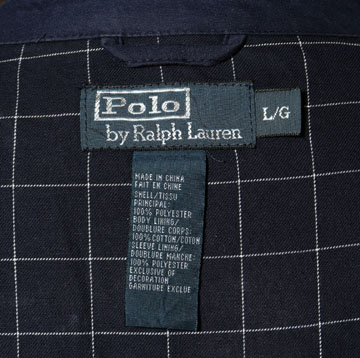 Polo
by Ralph Lauren
L/G
MADE IN CHINA
FAIT EN CHINE
SHELL/TISSU
PRINCIPAL:
100% POLYESTER
BODY LINING/
DOUBLURE CORPS:
100% COTTON/COTON
SLEEVE LINING/
DOUBLURE MANCHE:
100% POLYESTER
EXCLUSIVE OF
DECORATION
GARNITURE EXCLUE